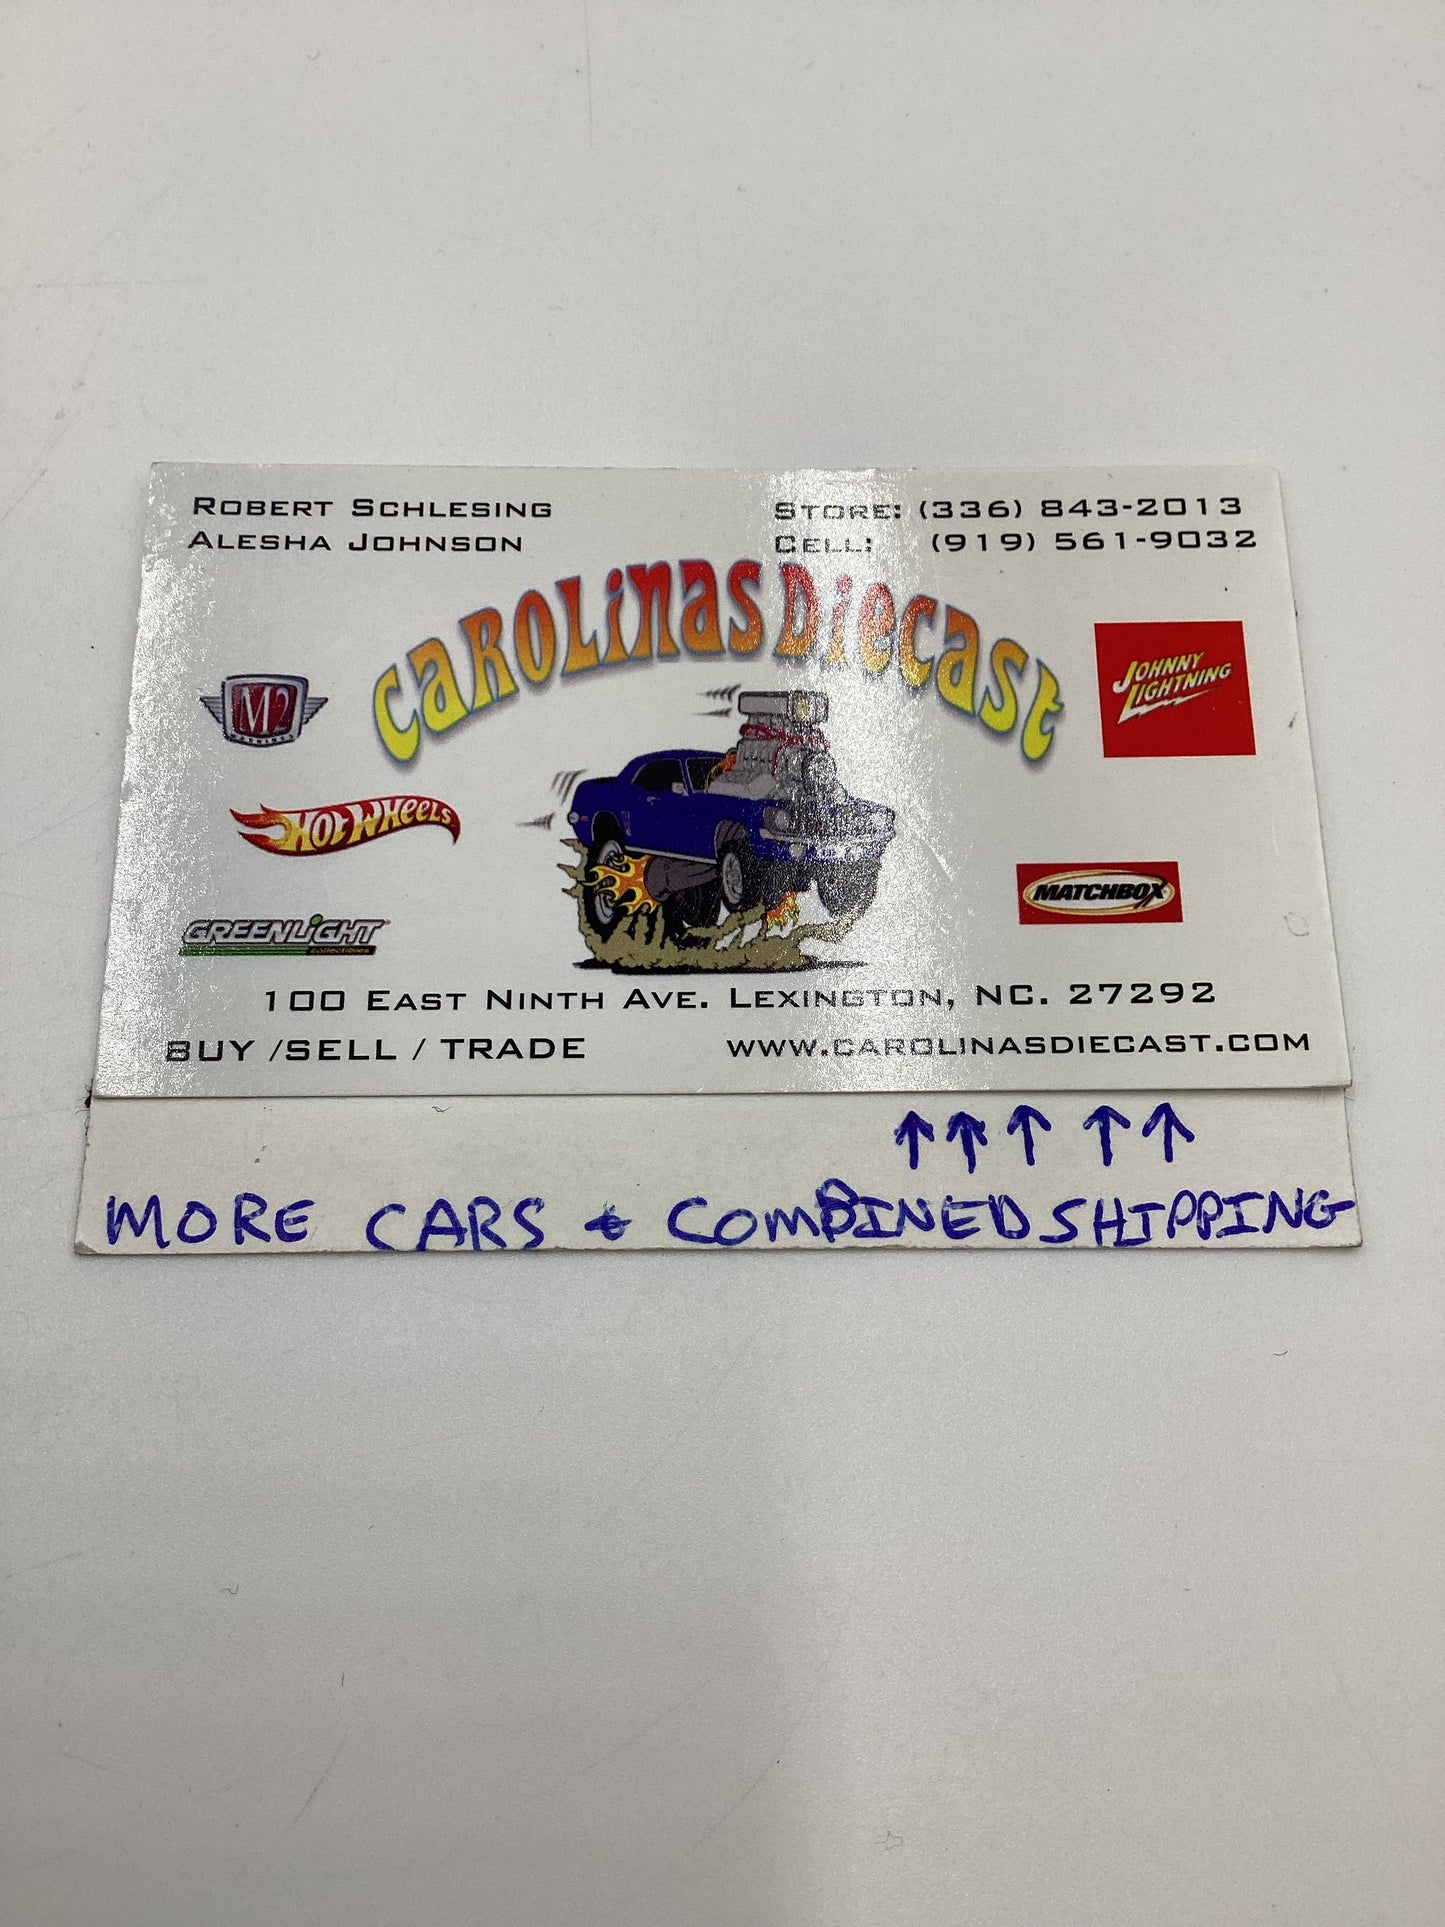 ROBERT SCHLESING
ALESHA JOHNSON
STORE: (336) 843-2013
CELL: (919) 561-9032
CAROLiNAS DiECAST
M2
MACHINES
JOHNNY
LIGHTNING
HOT WHEELS
MATCHBOX
GREENLiGHT
collectibles
100 EAST NINTH AVE. LEXINGTON, NC. 27292
BUY /SELL / TRADE
WWW.CAROLINASDIECAST.COM
↑↑↑↑↑
MORE CARS & COMBINED SHIPPING